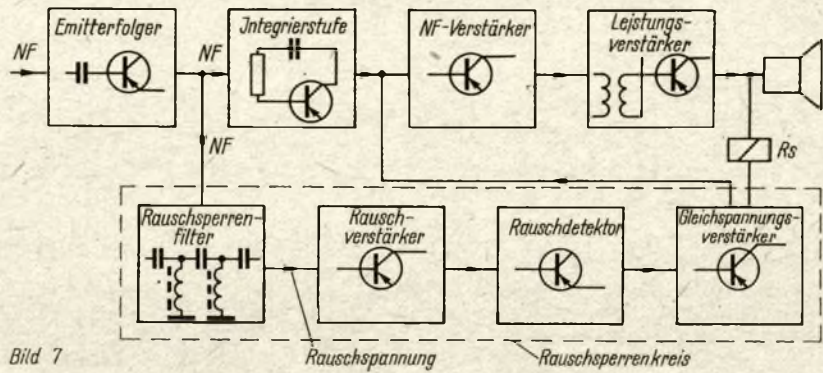 Emitterfolger
NF
Integrierstufe
NF
NF-Verstärker
Leistungs-
verstärker
NF
Rs
Rauschsperren-
filter
Rausch-
verstärker
Rauschdetektor
Gleichspannungs-
verstärker
Bild 7
Rauschspannung
Rauschsperrenkreis